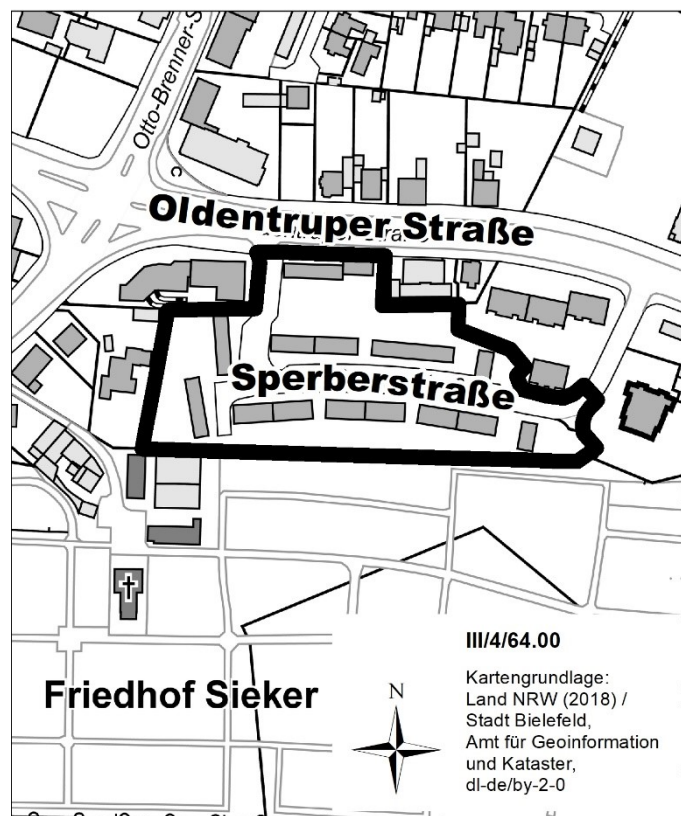 Otto-Brenner-S
Oldentruper Straße
Sperberstraße
III/4/64.00
Kartengrundlage:
Land NRW (2018) /
Stadt Bielefeld,
Amt für Geoinformation
und Kataster,
dl-de/by-2-0
N
Friedhof Sieker